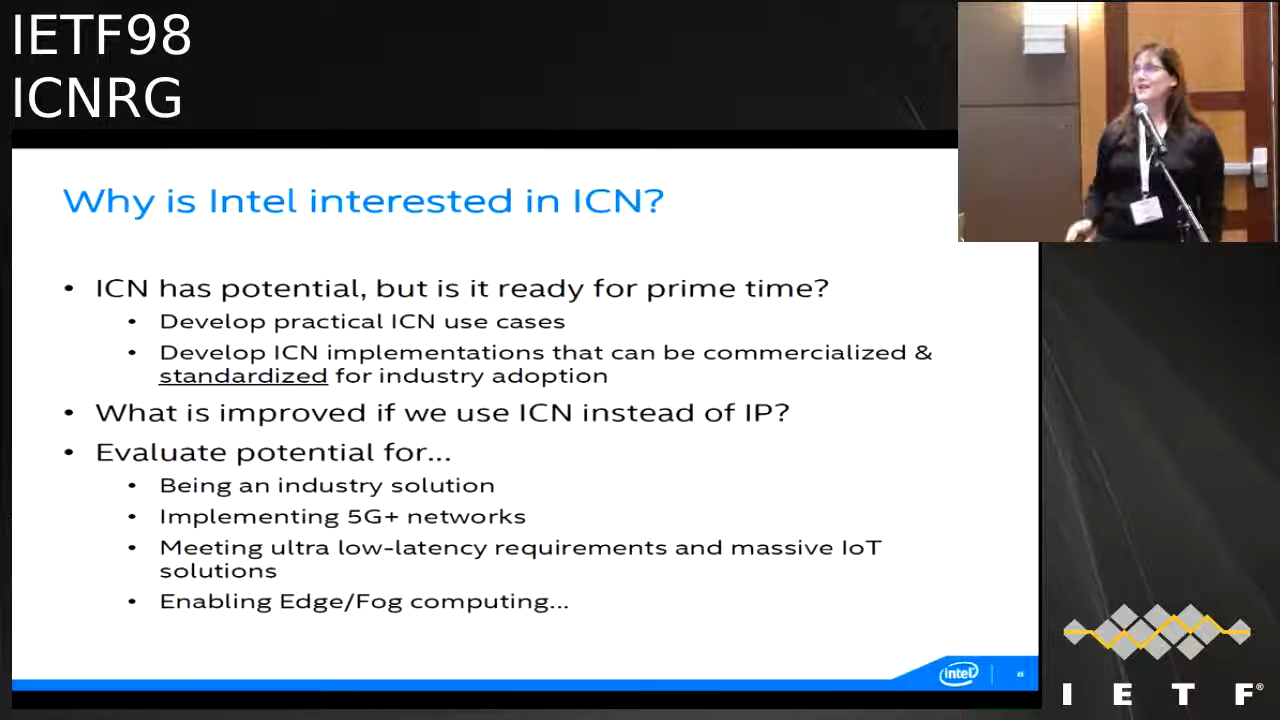 IETF98
ICNRG
Why is Intel interested in ICN?
• ICN has potential, but is it ready for prime time?
• Develop practical ICN use cases
• Develop ICN implementations that can be commercialized &
standardized for industry adoption
• What is improved if we use ICN instead of IP?
• Evaluate potential for...
• Being an industry solution
• Implementing 5G+ networks
• Meeting ultra low-latency requirements and massive IoT
solutions
• Enabling Edge/Fog computing...
intel
8
I E T F®